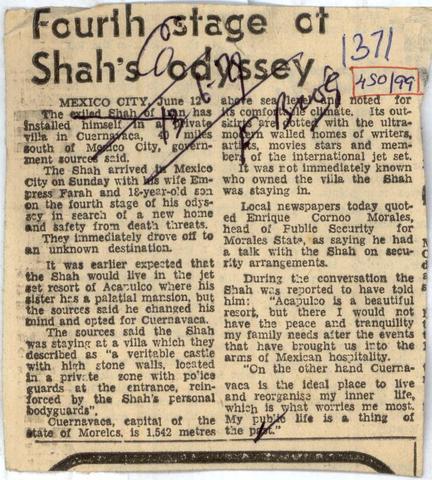 Fourth stage of
Shah's odyssey
1371
450/99
MEXICO CITY, June 12
The exiled Shah of Iran has
installed himself in a private
villa in Cuernavaca, miles
south of Mexico City, govern-
ment sources said.
The Shah arrived in Mexico
City on Sunday with his wife Em-
press Farah and 18-year-old son
on the fourth stage of his odys-
sey in search of a new home
and safety from death threats.
They immediately drove off to
an unknown destination.
It was earlier expected that
the Shah would live in the jet
set resort of Acapulco where his
sister has a palatial mansion, but
the sources said he changed his
mind and opted for Cuernavaca.
The sources said the Shah
was staying at a villa which they
described as "a veritable castle
with high stone walls, located
in a private zone with police
guards at the entrance, rein-
forced by the Shah's personal
bodyguards".
Cuernavaca, capital of the
state of Morelos, is 1,542 metres
above sea level and noted for
its comfortable climate. Its out-
skirts are dotted with the ultra-
modern walled homes of writers,
artists, movies stars and mem-
bers of the international jet set.
It was not immediately known
who owned the villa the Shah
was staying in.
Local newspapers today quot-
ed Enrique Cornoo Morales,
head of Public Security for
Morales State, as saying he had
a talk with the Shah on secu-
rity arrangements.
During the conversation the
Shah was reported to have told
him: "Acapulco is a beautiful
resort, but there I would not
have the peace and tranquility
my family needs after the events
that have brought us into the
arms of Mexican hospitality.
"On the other hand Cuerna-
vaca is the ideal place to live
and reorganise my inner life,
which is what worries me most.
My public life is a thing of
the past."